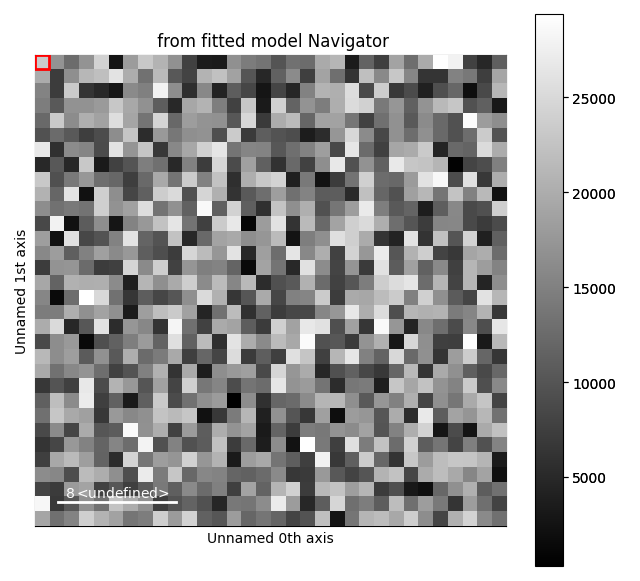 from fitted model Navigator
Unnamed 1st axis
8 <undefined>
Unnamed 0th axis
25000
20000
15000
10000
5000